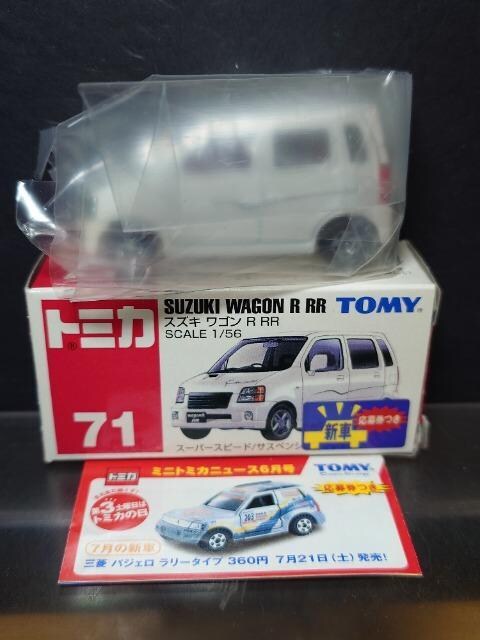 トミカ
SUZUKI WAGON R RR
TOMY
スズキ ワゴン R RR
SCALE 1/56
71
新車
応募券つき
スーパースピード/サスペンシ
トミカ
ミニトミカニュース6月号
TOMY
応募券つき
第3土曜日は
トミカの日
263
7月の新車
三菱 パジェロ ラリータイプ 360円 7月21日(土)発売!